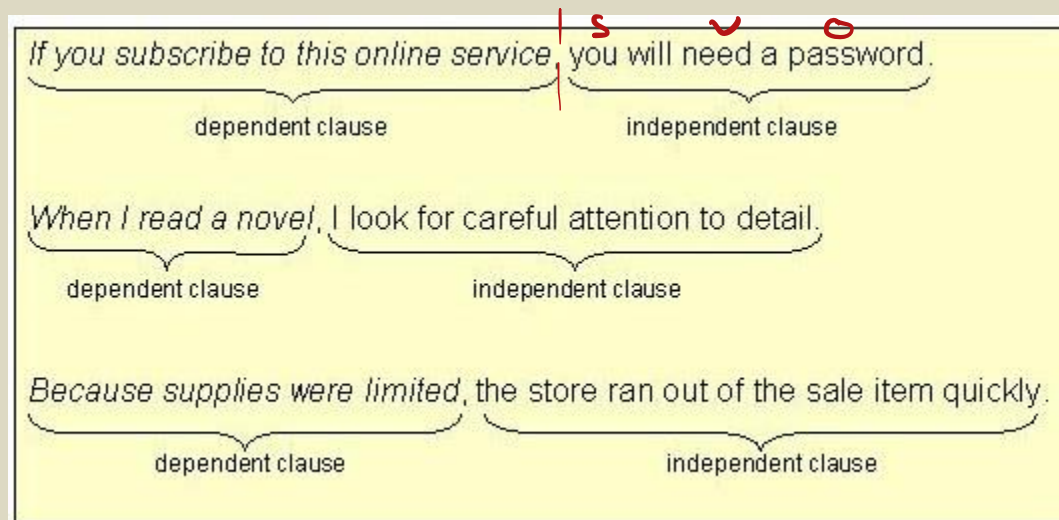 S V O
If you subscribe to this online service, you will need a password.
dependent clause independent clause
When I read a novel, I look for careful attention to detail.
dependent clause independent clause
Because supplies were limited, the store ran out of the sale item quickly.
dependent clause independent clause